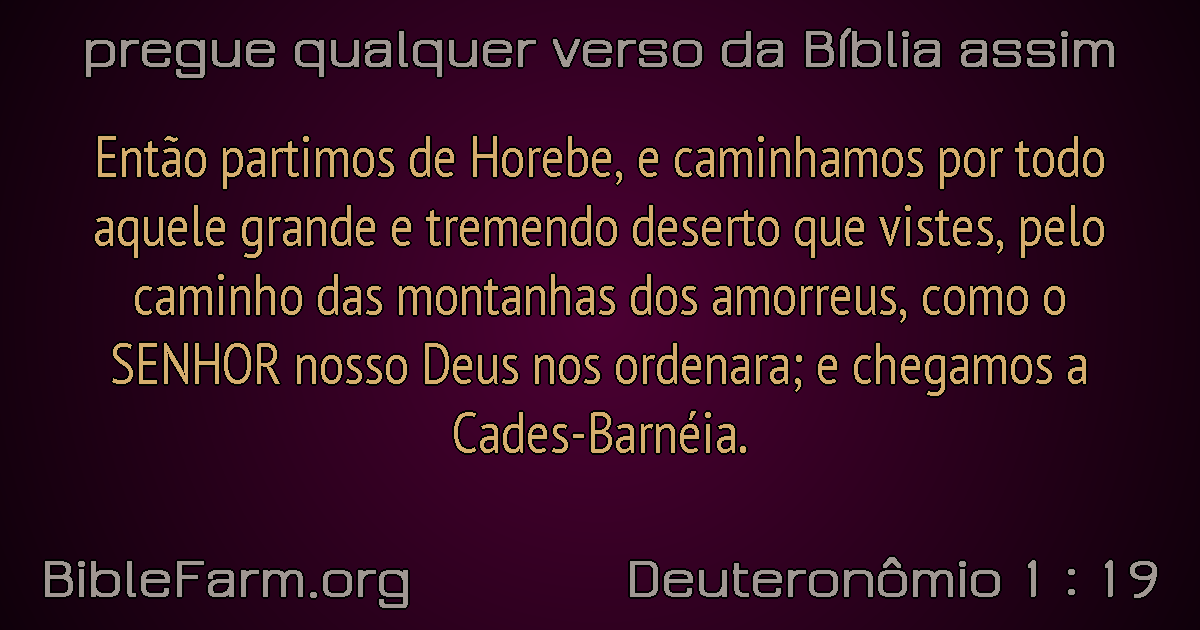 pregue qualquer verso da Bíblia assim
Então partimos de Horebe, e caminhamos por todo
aquele grande e tremendo deserto que vistes, pelo
caminho das montanhas dos amorreus, como o
SENHOR nosso Deus nos ordenara; e chegamos a
Cades-Barnéia.
BibleFarm.org
Deuteronômio 1 : 19